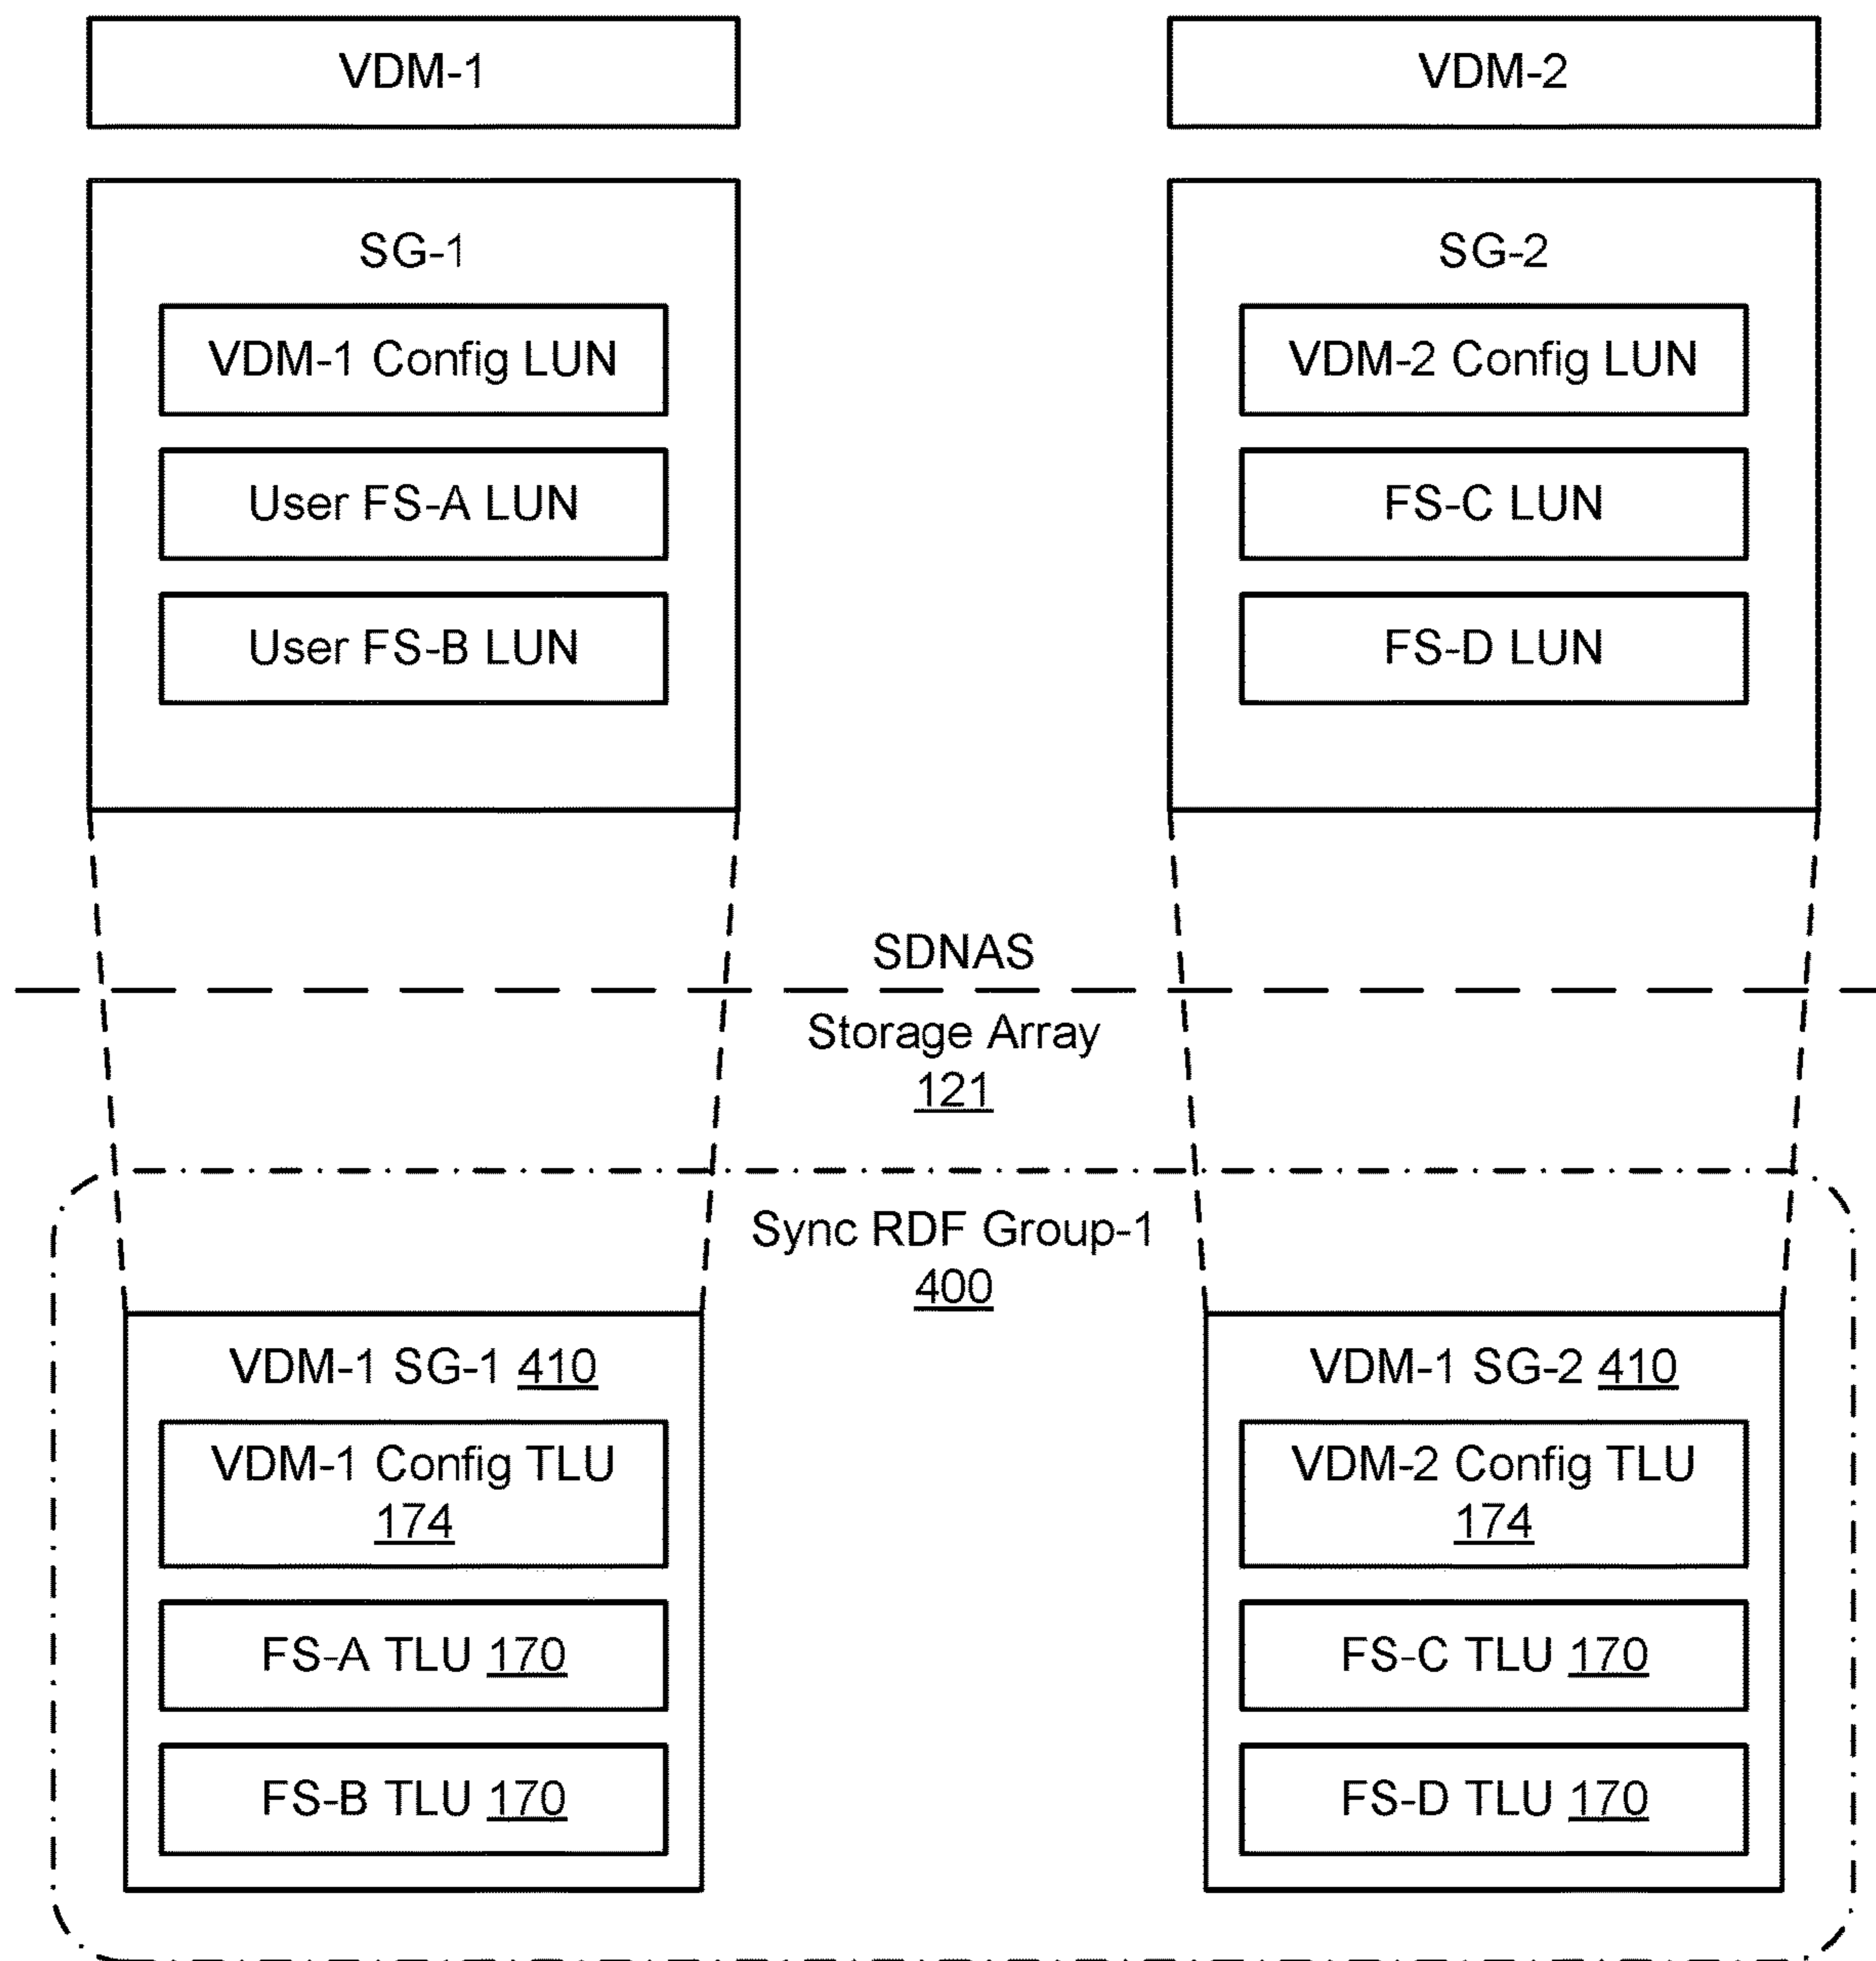 VDM-1
VDM-2
SG-1
VDM-1 Config LUN
User FS-A LUN
User FS-B LUN
SG-2
VDM-2 Config LUN
FS-C LUN
FS-D LUN
SDNAS
Storage Array
121
Sync RDF Group-1
400
VDM-1 SG-1 410
VDM-1 Config TLU
174
FS-A TLU 170
FS-B TLU 170
VDM-1 SG-2 410
VDM-2 Config TLU
174
FS-C TLU 170
FS-D TLU 170